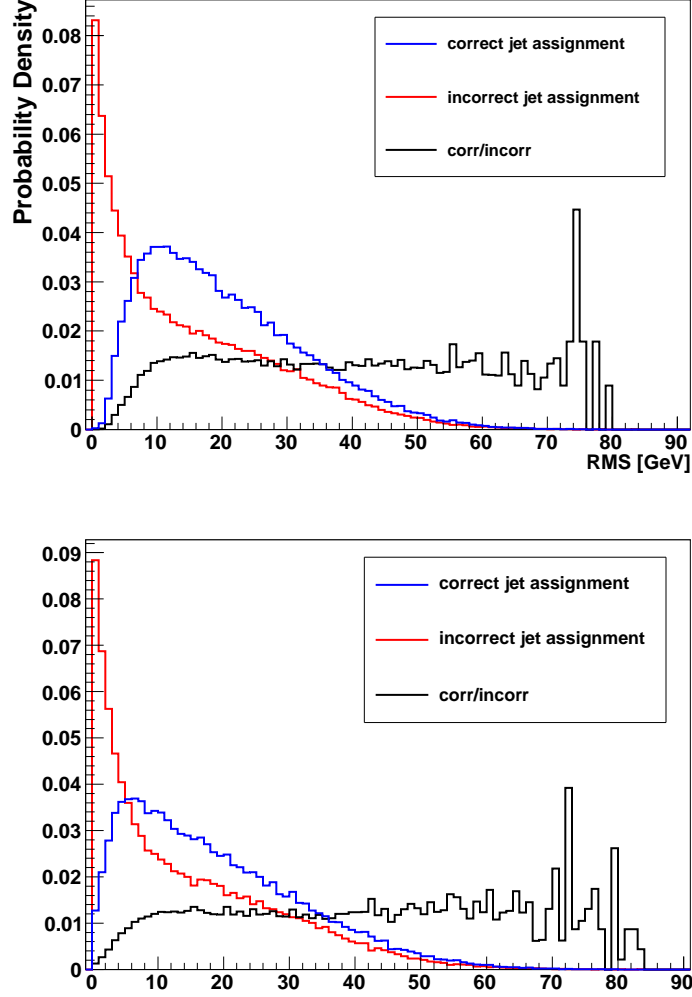 Probability Density
0.08
0.07
0.06
0.05
0.04
0.03
0.02
0.01
0
correct jet assignment
incorrect jet assignment
corr/incorr
0 10 20 30 40 50 60 70 80 90
RMS [GeV]
0.09
0.08
0.07
0.06
0.05
0.04
0.03
0.02
0.01
0
correct jet assignment
incorrect jet assignment
corr/incorr
0 10 20 30 40 50 60 70 80 90